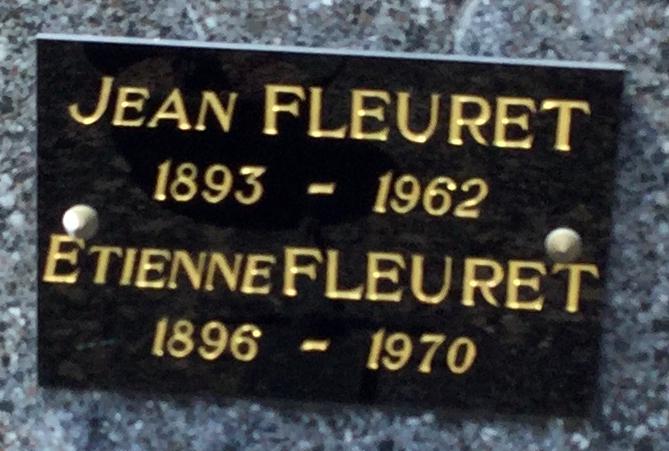 JEAN FLEURET
1893 - 1962
ETIENNE FLEURET
1896 - 1970